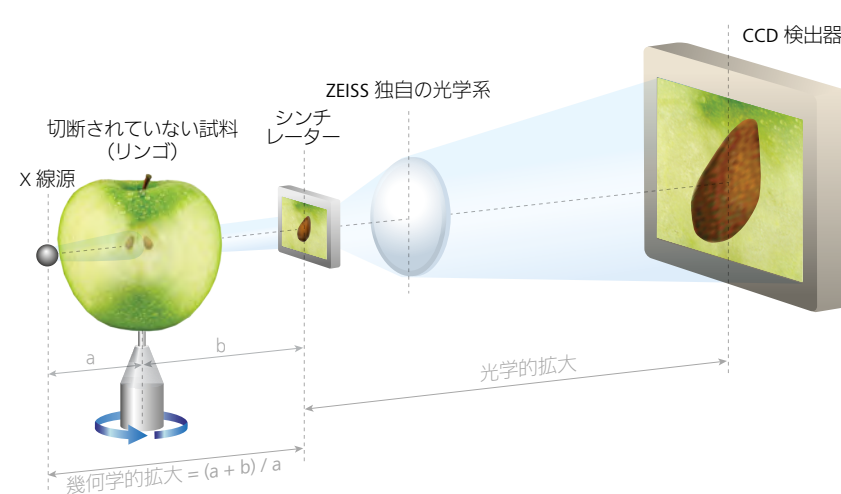 CCD 検出器
ZEISS 独自の光学系
シンチ
レーター
切断されていない試料
（リンゴ）
X 線源
a
b
光学的拡大
幾何学的拡大 = (a + b) / a